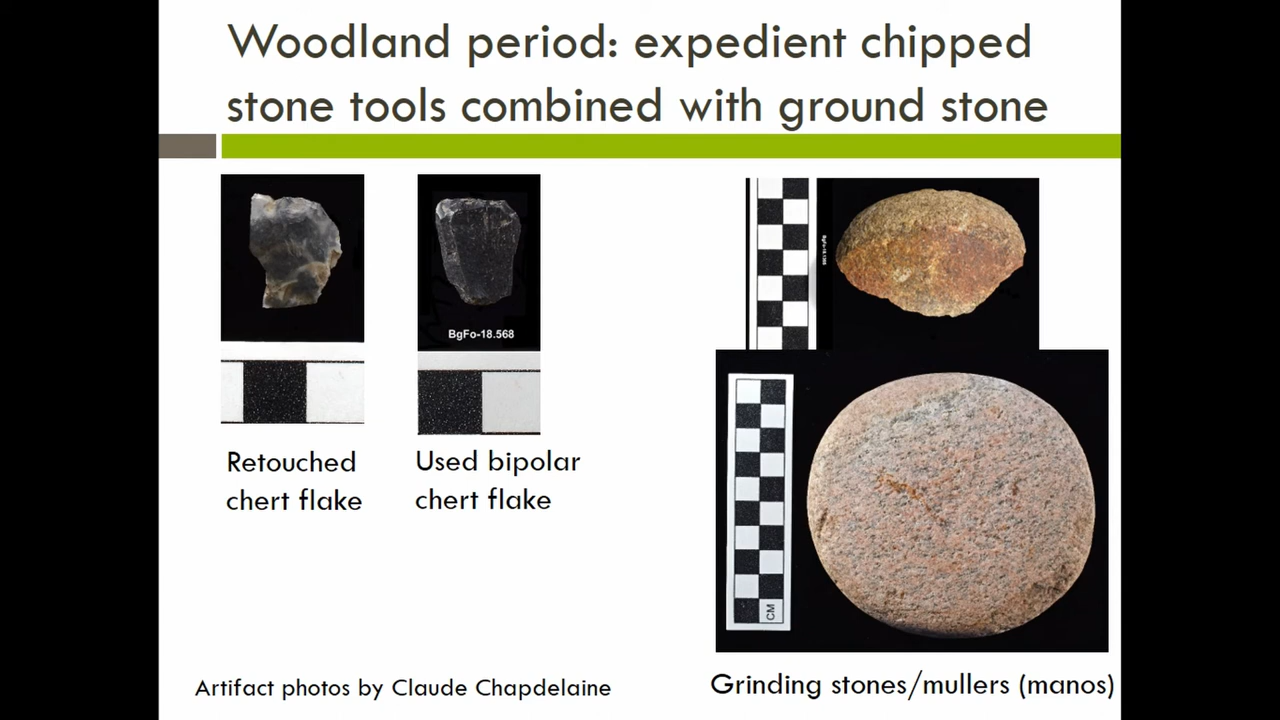 Woodland period: expedient chipped
stone tools combined with ground stone
BgFo-18.568
Retouched
chert flake
Used bipolar
chert flake
CM
Artifact photos by Claude Chapdelaine
Grinding stones/mullers (manos)